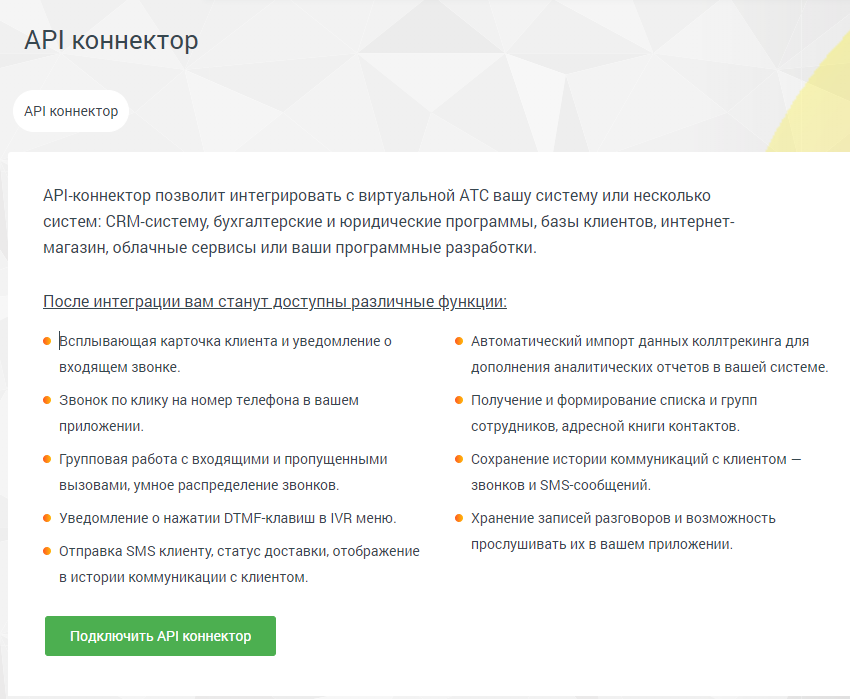 API коннектор
API коннектор
API-коннектор позволит интегрировать с виртуальной АТС вашу систему или несколько
систем: CRM-систему, бухгалтерские и юридические программы, базы клиентов, интернет-
магазин, облачные сервисы или ваши программные разработки.
После интеграции вам станут доступны различные функции:
Всплывающая карточка клиента и уведомление о
входящем звонке.
Звонок по клику на номер телефона в вашем
приложении.
Групповая работа с входящими и пропущенными
вызовами, умное распределение звонков.
Уведомление о нажатии DTMF-клавиш в IVR меню.
Отправка SMS клиенту, статус доставки, отображение
в истории коммуникации с клиентом.
Автоматический импорт данных коллтрекинга для
дополнения аналитических отчетов в вашей системе.
Получение и формирование списка и групп
сотрудников, адресной книги контактов.
Сохранение истории коммуникаций с клиентом —
звонков и SMS-сообщений.
Хранение записей разговоров и возможность
прослушивать их в вашем приложении.
Подключить API коннектор